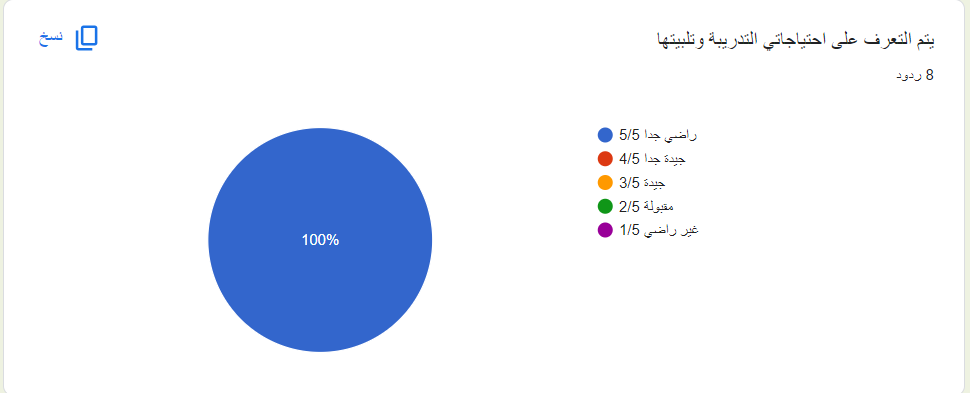 يتم التعرف على احتياجاتي التدريبة وتلبيتها
نسخ
8 ردود
راضي جدا 5/5
جيدة جدا 4/5
جيدة 3/5
مقبولة 2/5
غير راضي 1/5
100%